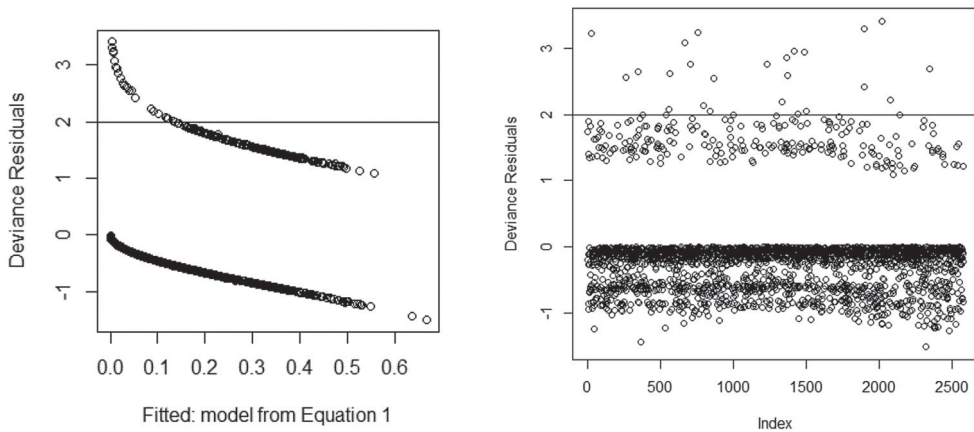 Deviance Residuals
3
2
1
0
-1
0.0 0.1 0.2 0.3 0.4 0.5 0.6
Fitted: model from Equation 1
Deviance Residuals
3
2
1
0
-1
0 500 1000 1500 2000 2500
Index